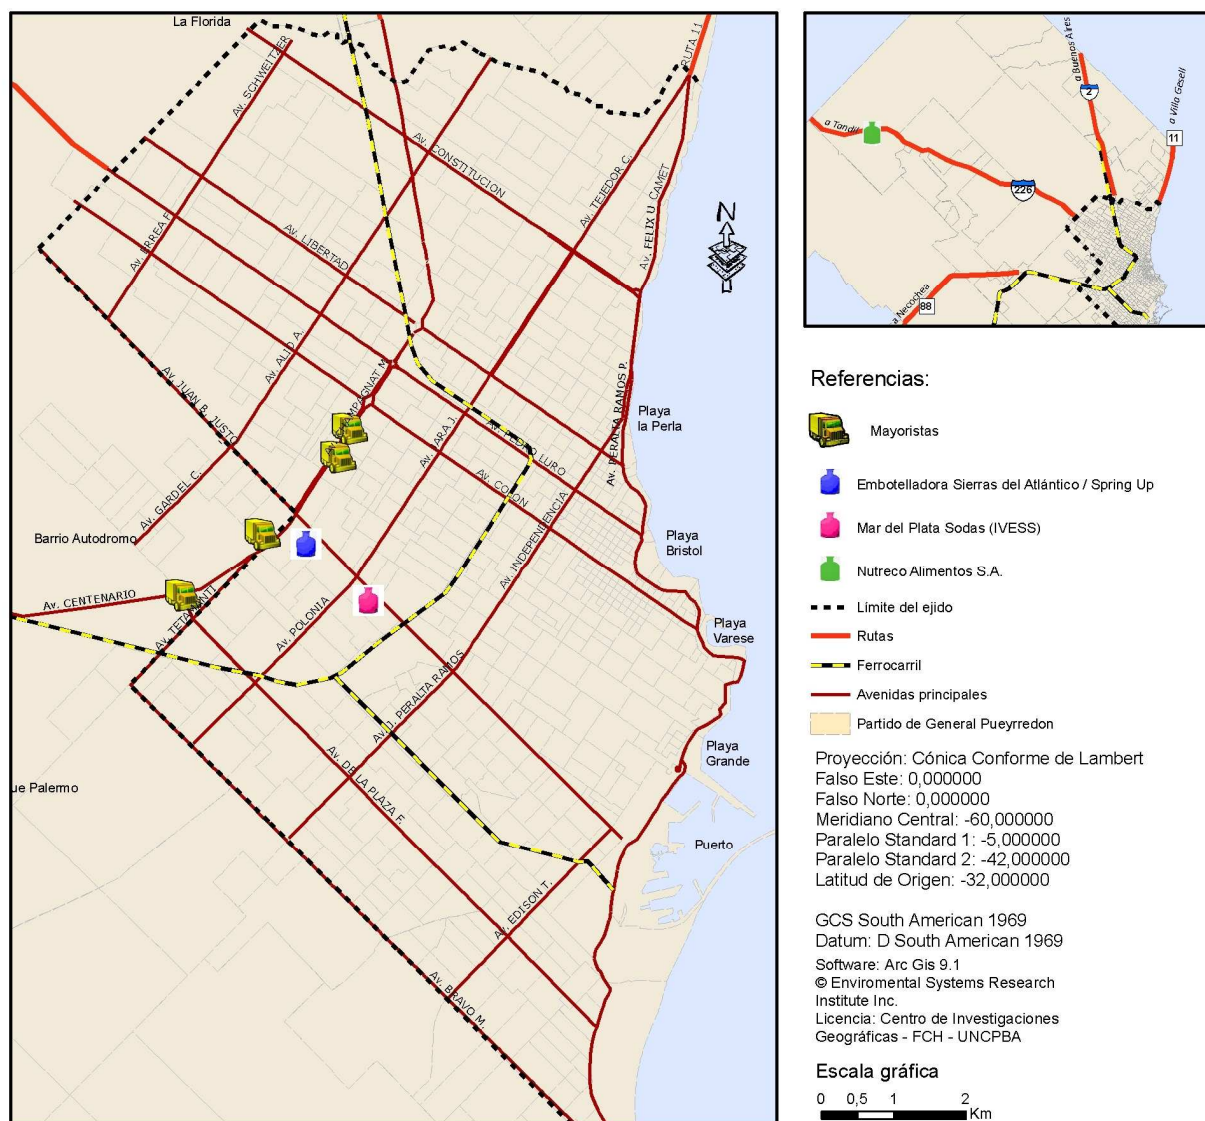 La Florida
RUTA 11
Av. SCHWEITZER
Av. CONSTITUCION
Av. TEJEDOR C.
Av. FELIX U CAMET
Av. ERREA F.
Av. LIBERTAD
N
Av. ALIO A.
Av. JUAN B. JUSTO
Av. PERALTA RAMOS P.
Playa
la Perla
Av. JARA J.
Av. PEDRO LURO
Av. COLON
Av. GARDEL C.
Av. INDEPENDENCIA
Barrio Autodromo
Playa
Bristol
Av. CENTENARIO
Av. POLONIA
Playa
Varese
Av. J. PERALTA RAMOS
Playa
Grande
Av. DE LA PLAZA F.
ue Palermo
Puerto
Av. EDISON T.
Av. BRAVO M.
a Buenos Aires
2
a Villa Gesell
11
a Tandil
226
a Necochea
88
Referencias:
Mayoristas
Embotelladora Sierras del Atlántico / Spring Up
Mar del Plata Sodas (IVESS)
Nutreco Alimentos S.A.
Límite del ejido
Rutas
Ferrocarril
Avenidas principales
Partido de General Pueyrredon
Proyección: Cónica Conforme de Lambert
Falso Este: 0,000000
Falso Norte: 0,000000
Meridiano Central: -60,000000
Paralelo Standard 1: -5,000000
Paralelo Standard 2: -42,000000
Latitud de Origen: -32,000000
GCS South American 1969
Datum: D South American 1969
Software: Arc Gis 9.1
© Enviromental Systems Research
Institute Inc.
Licencia: Centro de Investigaciones
Geográficas - FCH - UNCPBA
Escala gráfica
0 0,5 1 2
Km